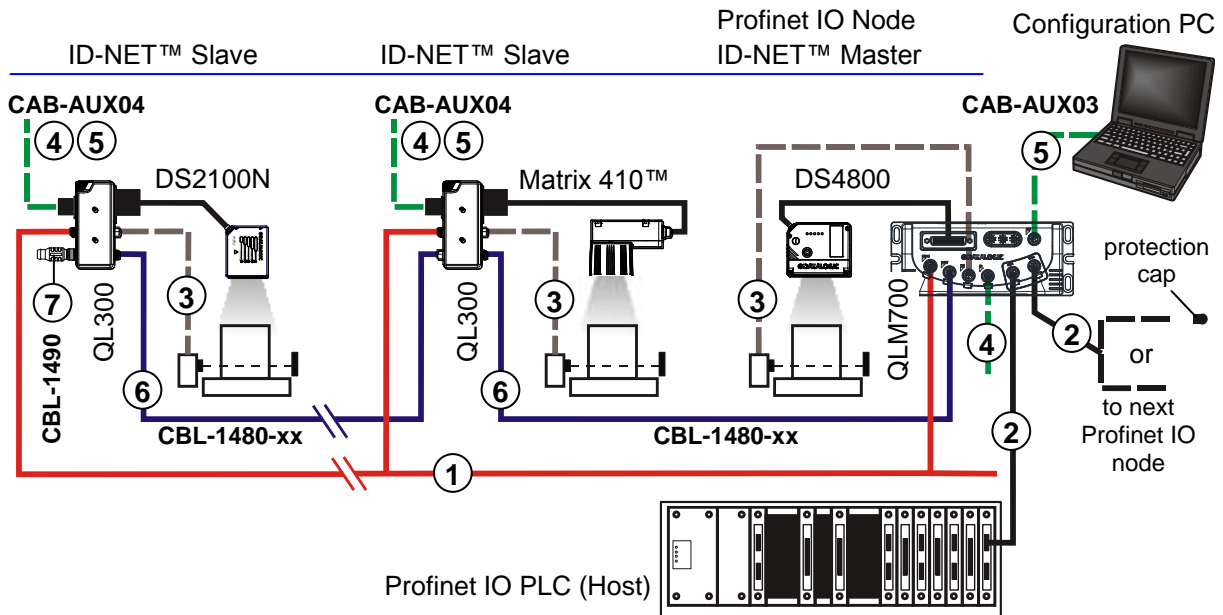 Profinet IO Node
Configuration PC
ID-NET™ Slave
ID-NET™ Slave
ID-NET™ Master
CAB-AUX04
CAB-AUX04
CAB-AUX03
4 5
4 5
5
DS2100N
Matrix 410™
DS4800
DATALOGIC
DATALOGIC
protection
cap
7
3
3
3
QL300
QL300
QLM700
4
2
or
CBL-1490
6
6
to next
Profinet IO
node
CBL-1480-xx
CBL-1480-xx
2
1
Profinet IO PLC (Host)